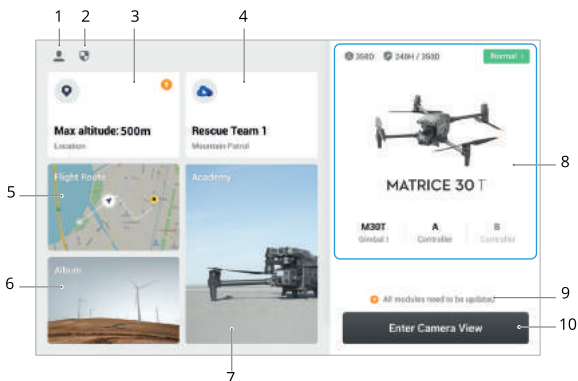 1
2
3
4
350D 240H / 350D
Normal
Max altitude: 500m
Location
Rescue Team 1
Mountain Patrol
8
MATRICE 30 T
5
Flight Route
Academy
M30T
Gimbal 1
A
Controller
B
Controller
6
Album
9
All modules need to be updated
Enter Camera View
10
7